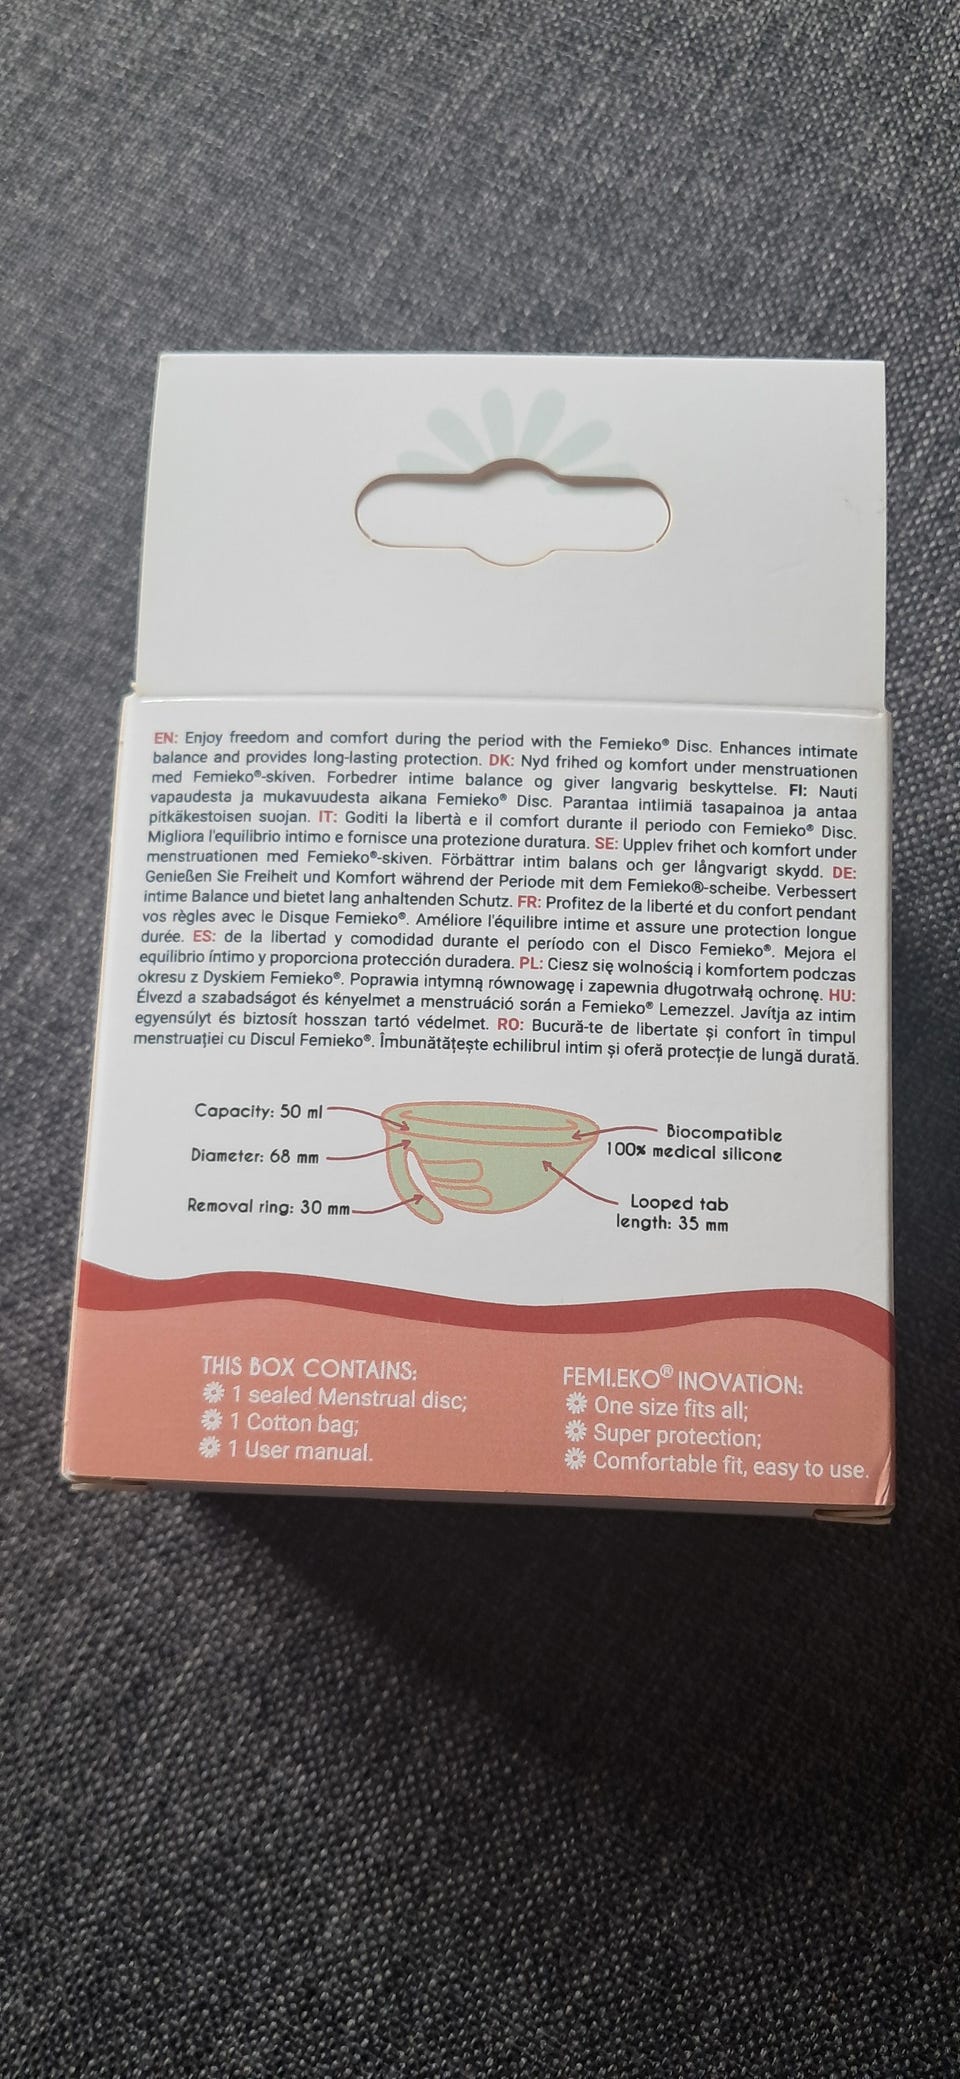 EN: Enjoy freedom and comfort during the period with the Femieko® Disc. Enhances intimate
balance and provides long-lasting protection. DK: Nyd frihed og komfort under menstruationen
med Femieko®-skiven. Forbedrer intime balance og giver langvarig beskyttelse. FI: Nauti
vapaudesta ja mukavuudesta aikana Femieko® Disc. Parantaa intiimiä tasapainoa ja antaa
pitkäkestoisen suojan. IT: Goditi la libertà e il comfort durante il periodo con Femieko® Disc.
Migliora l'equilibrio intimo e fornisce una protezione duratura. SE: Upplev frihet och komfort under
menstruationen med Femieko®-skiven. Förbättrar intim balans och ger långvarigt skydd. DE:
Genießen Sie Freiheit und Komfort während der Periode mit dem Femleko®-scheibe. Verbessert
intime Balance und bietet lang anhaltenden Schutz. FR: Profitez de la liberté et du confort pendant
vos règles avec le Disque Femieko®. Améliore l'équilibre intime et assure une protection longue
durée. ES: de la libertad y comodidad durante el período con el Disco Femieko®. Mejora el
equilibrio íntimo y proporciona protección duradera. PL: Ciesz się wolnością i komfortem podczas
okresu z Dyskiem Femieko®. Poprawia intymną równowagę i zapewnia długotrwałą ochronę. HU:
Élvezd a szabadságot és kényelmet a menstruáció során a Femieko® Lemezzel. Javítja az intim
egyensúlyt és biztosít hosszan tartó védelmet. RO: Bucură-te de libertate și confort în timpul
menstruației cu Discul Femieko®. Îmbunătățește echilibrul intim și oferă protecție de lungă durată.
Capacity: 50 ml
Diameter: 68 mm
Removal ring: 30 mm
Biocompatible
100% medical silicone
Looped tab
length: 35 mm
THIS BOX CONTAINS:
1 sealed Menstrual disc;
1 Cotton bag;
1 User manual.
FEMI.EKO® INOVATION:
One size fits all;
Super protection;
Comfortable fit, easy to use.